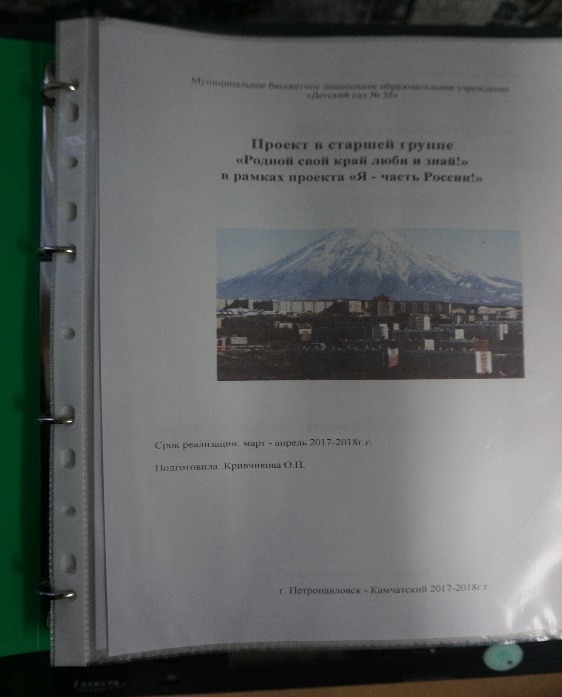 Муниципальное бюджетное дошкольное образовательное учреждение
«Детский сад № 35»
Проект в старшей группе
«Родной свой край люби и знай!»
в рамках проекта «Я - часть России!»
Срок реализации: март - апрель 2017-2018г.г.
Подготовила: Кривчикова О.П.
г. Петропавловск - Камчатский 2017-2018г.г.